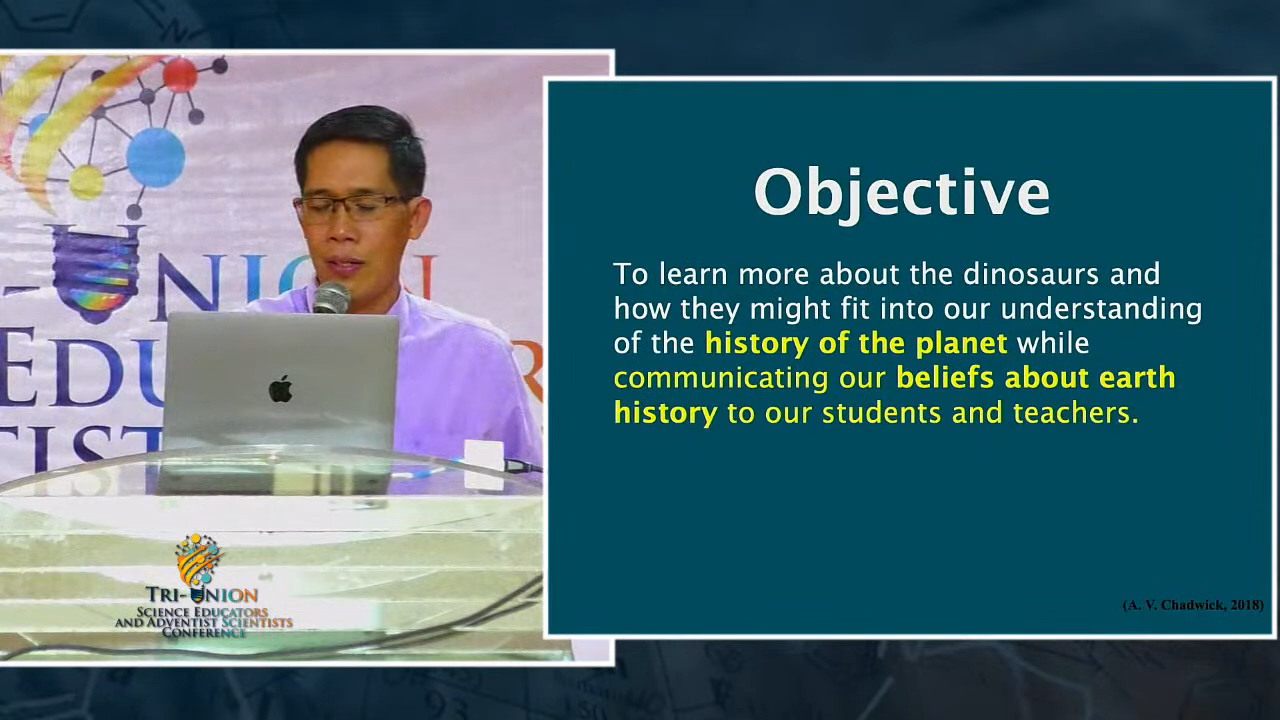 Objective
To learn more about the dinosaurs and
how they might fit into our understanding
of the history of the planet while
communicating our beliefs about earth
history to our students and teachers.
(A. V. Chadwick, 2018)
TRI-UNION
SCIENCE EDUCATORS
AND ADVENTIST SCIENTISTS
CONFERENCE
93